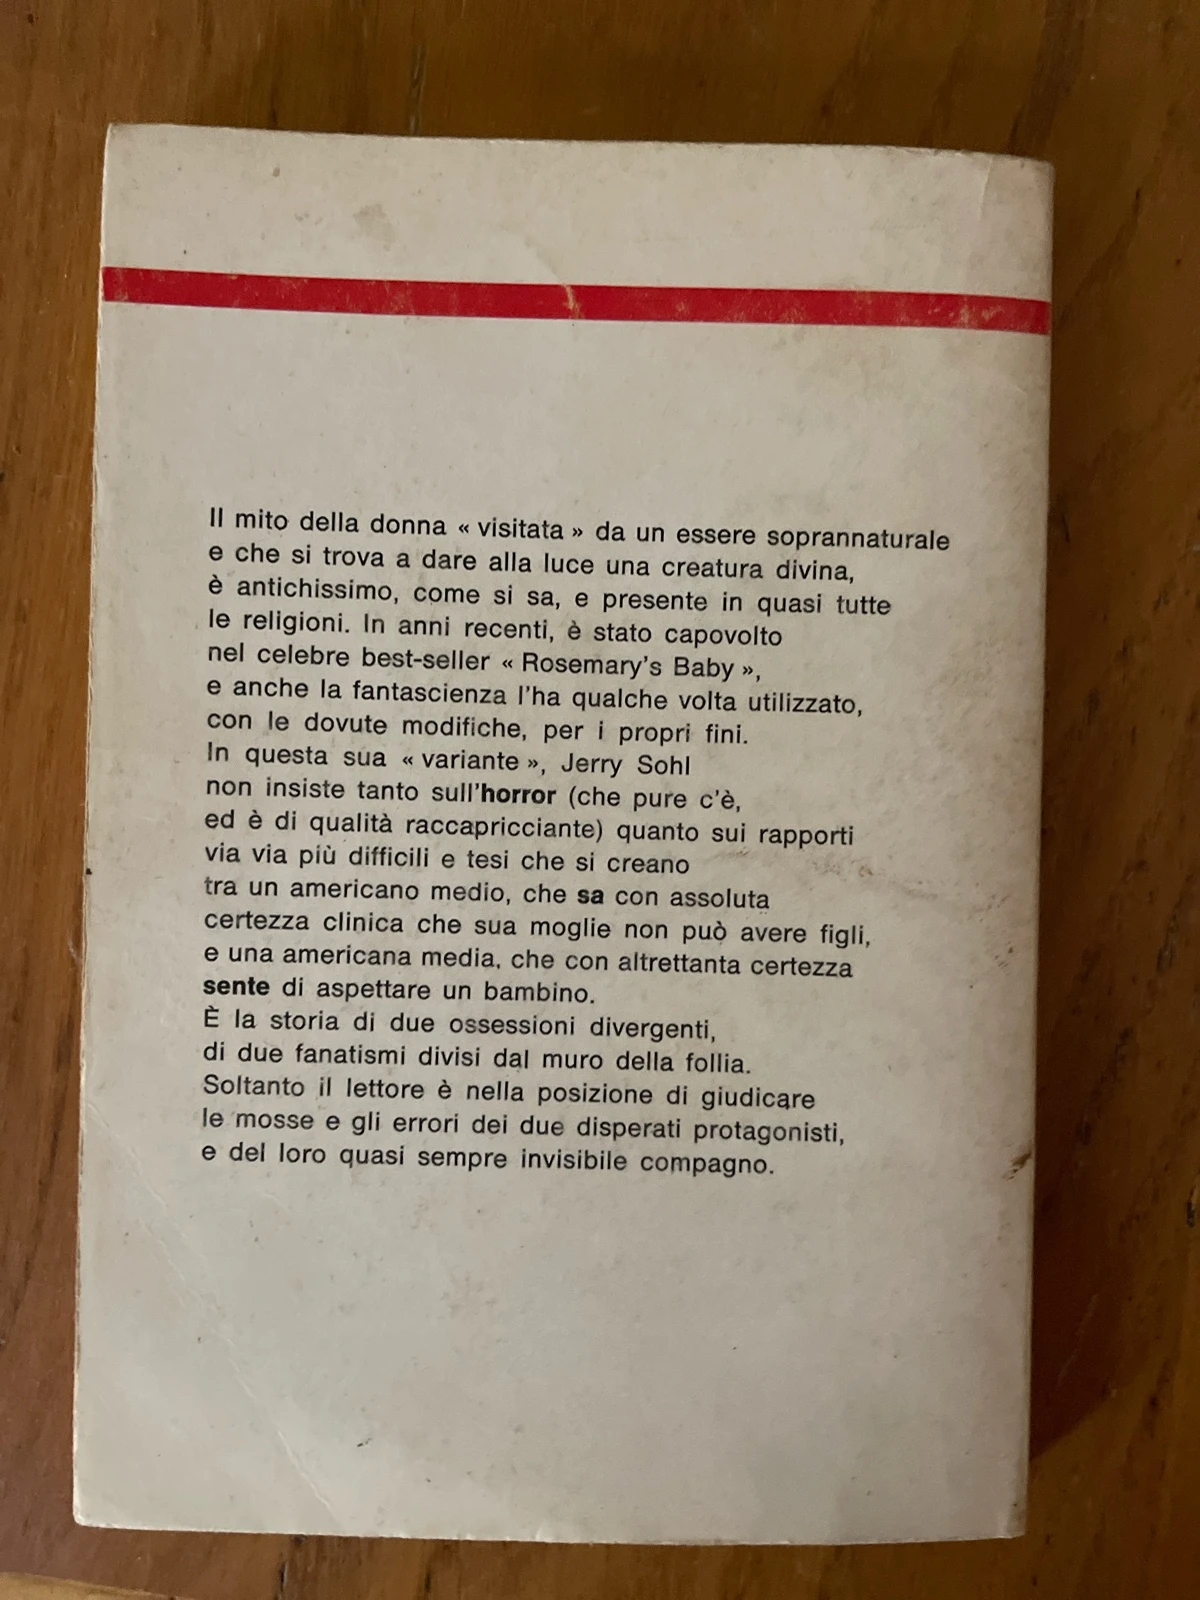 Il mito della donna « visitata » da un essere soprannaturale
e che si trova a dare alla luce una creatura divina,
è antichissimo, come si sa, e presente in quasi tutte
le religioni. In anni recenti, è stato capovolto
nel celebre best-seller « Rosemary's Baby »,
e anche la fantascienza l'ha qualche volta utilizzato,
con le dovute modifiche, per i propri fini.
In questa sua « variante », Jerry Sohl
non insiste tanto sull'horror (che pure c'è,
ed è di qualità raccapricciante) quanto sui rapporti
via via più difficili e tesi che si creano
tra un americano medio, che sa con assoluta
certezza clinica che sua moglie non può avere figli,
e una americana media, che con altrettanta certezza
sente di aspettare un bambino.
È la storia di due ossessioni divergenti,
di due fanatismi divisi dal muro della follia.
Soltanto il lettore è nella posizione di giudicare
le mosse e gli errori dei due disperati protagonisti,
e del loro quasi sempre invisibile compagno.